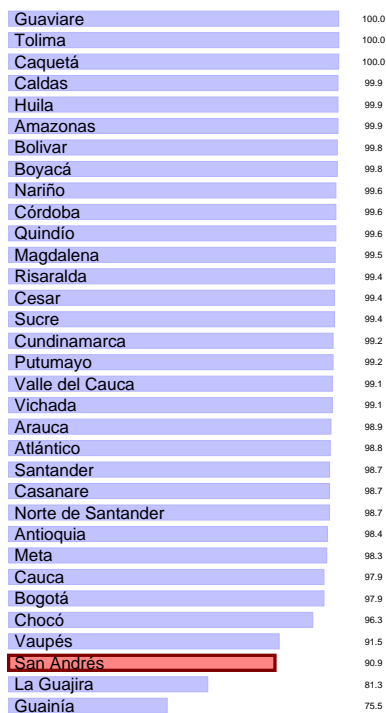 Guaviare 100.0
Tolima 100.0
Caquetá 100.0
Caldas 99.9
Huila 99.9
Amazonas 99.9
Bolivar 99.8
Boyacá 99.8
Nariño 99.6
Córdoba 99.6
Quindío 99.6
Magdalena 99.5
Risaralda 99.4
Cesar 99.4
Sucre 99.4
Cundinamarca 99.2
Putumayo 99.2
Valle del Cauca 99.1
Vichada 99.1
Arauca 98.9
Atlántico 98.8
Santander 98.7
Casanare 98.7
Norte de Santander 98.7
Antioquia 98.4
Meta 98.3
Cauca 97.9
Bogotá 97.9
Chocó 96.3
Vaupés 91.5
San Andrés 90.9
La Guajira 81.3
Guainía 75.5